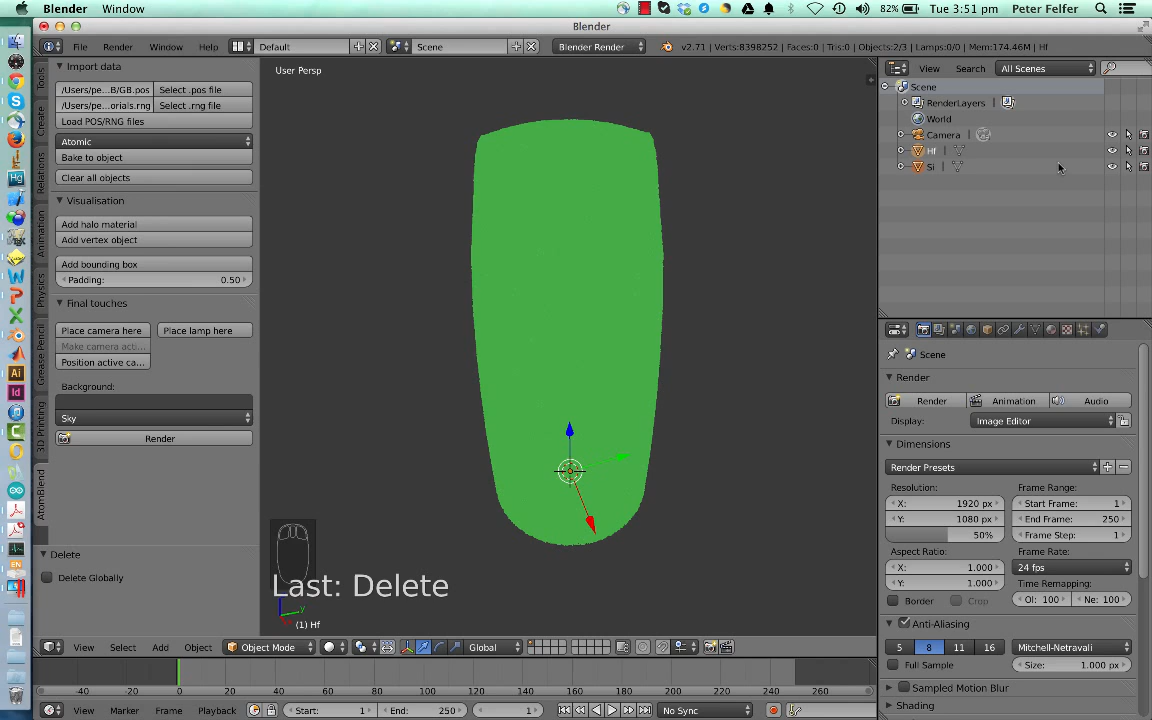 Blender Window 82% Tue 3:51 pm Peter Felfer
Blender
File Render Window Help Default Scene Blender Render v2.71 | Verts:8398252 | Faces:0 | Tris:0 | Objects:2/3 | Lamps:0/0 | Mem:174.46M | Hf
Tools
Create
Relations
Animation
Physics
Grease Pencil
3D Printing
AtomBlend
Import data
/Users/pe...B/GB.pos Select .pos file
/Users/pe...orials.rng Select .rng file
Load POS/RNG files
Atomic
Bake to object
Clear all objects
Visualisation
Add halo material
Add vertex object
Add bounding box
Padding: 0.50
Final touches
Place camera here Place lamp here
Make camera acti...
Position active ca...
Background:
Sky
Render
Delete
Delete Globally
User Persp
Last: Delete
(1) Hf
View Select Add Object Object Mode Global
-40 -20 0 20 40 60 80 100 120 140 160 180 200 220 240 260
View Marker Frame Playback Start: 1 End: 250 1 No Sync
View Search All Scenes
Scene
RenderLayers
World
Camera
Hf
Si
Scene
Render
Render Animation Audio
Display: Image Editor
Dimensions
Render Presets
Resolution: Frame Range:
X: 1920 px Start Frame: 1
Y: 1080 px End Frame: 250
50% Frame Step: 1
Aspect Ratio: Frame Rate:
X: 1.000 24 fps
Y: 1.000 Time Remapping:
Border Crop Ol: 100 Ne: 100
Anti-Aliasing
5 8 11 16 Mitchell-Netravali
Full Sample Size: 1.000 px
Sampled Motion Blur
Shading